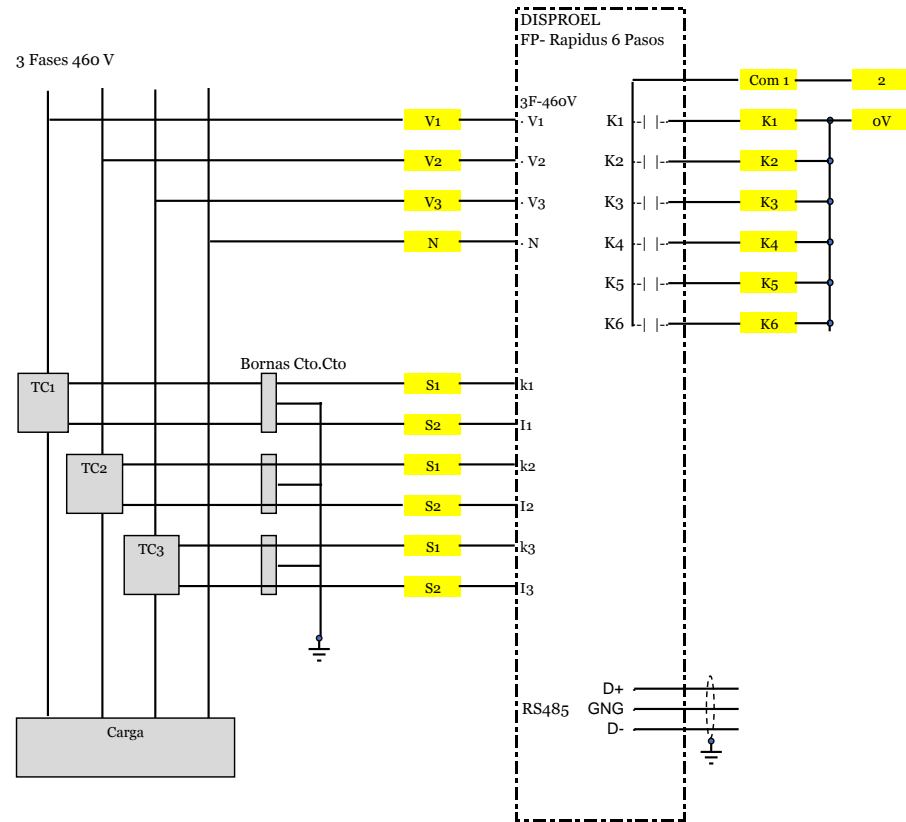 DISPROEL
FP- Rapidus 6 Pasos
3 Fases 460 V
Com 1 2
3F-460V
V1 · V1 K1 -| |-- K1 0V
V2 · V2 K2 -| |-- K2
V3 · V3 K3 -| |-- K3
N · N K4 -| |-- K4
K5 -| |-- K5
K6 -| |-- K6
Bornas Cto.Cto
TC1 S1 k1
S2 I1
TC2 S1 k2
S2 I2
TC3 S1 k3
S2 I3
D+
RS485 GNG
D-
Carga